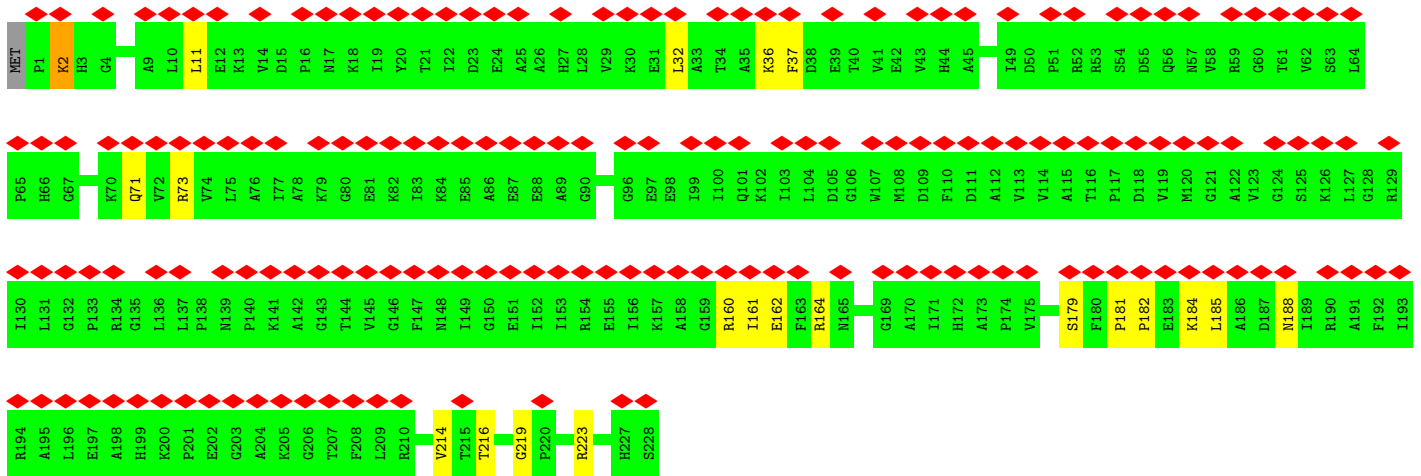 MET P1 K2 H3 G4 A9 L10 L11 E12 K13 V14 D15 P16 N17 K18 I19 Y20 T21 I22 D23 E24 A25 A26 H27 L28 V29 K30 E31 L32 A33 T34 A35 K36 F37 D38 E39 T40 V41 E42 V43 H44 A45 I49 D50 P51 R52 R53 S54 D55 Q56 N57 V58 R59 G60 T61 V62 S63 L64
P65 H66 G67 K70 Q71 V72 R73 V74 L75 A76 I77 A78 K79 G80 E81 K82 I83 K84 E85 A86 E87 E88 A89 G90 G96 E97 E98 I99 I100 Q101 K102 I103 L104 D105 G106 W107 M108 D109 F110 D111 A112 V113 V114 A115 T116 P117 D118 V119 M120 G121 A122 V123 G124 S125 K126 L127 G128 R129
I130 L131 G132 P133 R134 G135 L136 L137 P138 N139 P140 K141 A142 G143 T144 V145 G146 F147 N148 I149 G150 E151 I152 I153 R154 E155 I156 K157 A158 G159 R160 I161 E162 F163 R164 N165 G169 A170 I171 H172 A173 P174 V175 S179 F180 P181 P182 E183 K184 L185 A186 D187 N188 I189 R190 A191 F192 I193
R194 A195 L196 E197 A198 H199 K200 P201 E202 G203 A204 K205 G206 T207 F208 L209 R210 V214 T215 T216 G219 P220 R223 H227 S228